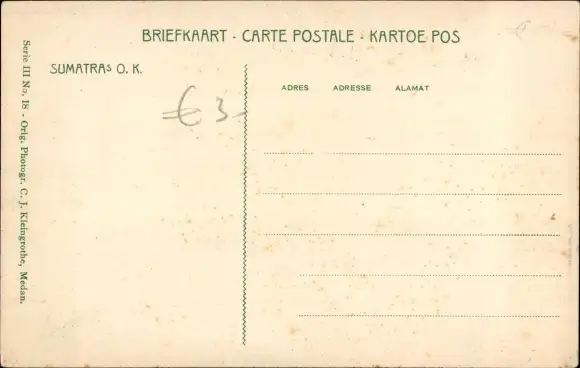 BRIEFKAART - CARTE POSTALE - KARTOE POS
SUMATRAs O. K.
€ 3-
ADRES ADRESSE ALAMAT
Serie III No. 18 - Orig. Photogr. C. J. Kleingrothe, Medan.